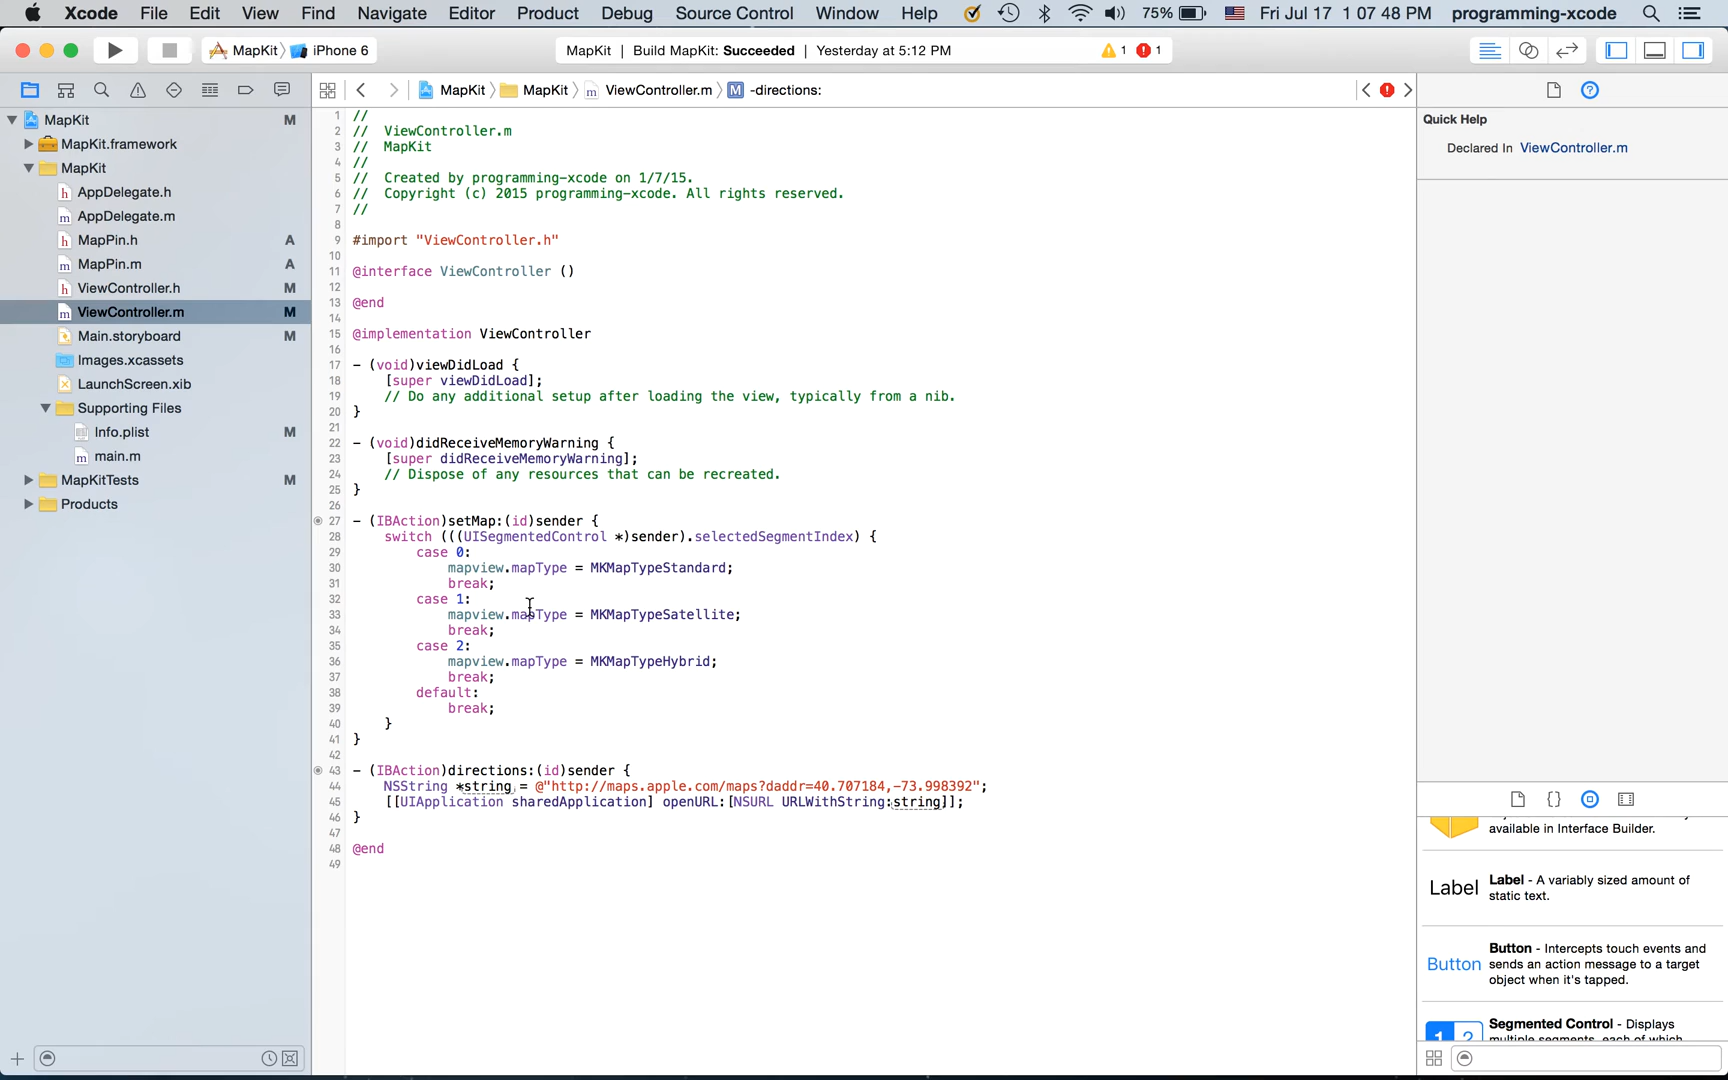 Xcode File Edit View Find Navigate Editor Product Debug Source Control Window Help 75% Fri Jul 17 1 07 48 PM programming-xcode
MapKit iPhone 6 MapKit | Build MapKit: Succeeded | Yesterday at 5:12 PM 1 1
MapKit MapKit ViewController.m M -directions:
MapKit M
MapKit.framework
MapKit
h AppDelegate.h
m AppDelegate.m
h MapPin.h A
m MapPin.m A
h ViewController.h M
m ViewController.m M
Main.storyboard M
Images.xcassets
LaunchScreen.xib
Supporting Files
Info.plist M
m main.m
MapKitTests M
Products
1 //
2 // ViewController.m
3 // MapKit
4 //
5 // Created by programming-xcode on 1/7/15.
6 // Copyright (c) 2015 programming-xcode. All rights reserved.
7 //
8
9 #import "ViewController.h"
10
11 @interface ViewController ()
12
13 @end
14
15 @implementation ViewController
16
17 - (void)viewDidLoad {
18 [super viewDidLoad];
19 // Do any additional setup after loading the view, typically from a nib.
20 }
21
22 - (void)didReceiveMemoryWarning {
23 [super didReceiveMemoryWarning];
24 // Dispose of any resources that can be recreated.
25 }
26
27 - (IBAction)setMap:(id)sender {
28 switch (((UISegmentedControl *)sender).selectedSegmentIndex) {
29 case 0:
30 mapview.mapType = MKMapTypeStandard;
31 break;
32 case 1:
33 mapview.mapType = MKMapTypeSatellite;
34 break;
35 case 2:
36 mapview.mapType = MKMapTypeHybrid;
37 break;
38 default:
39 break;
40 }
41 }
42
43 - (IBAction)directions:(id)sender {
44 NSString *string = @"http://maps.apple.com/maps?daddr=40.707184,-73.998392";
45 [[UIApplication sharedApplication] openURL:[NSURL URLWithString:string]];
46 }
47
48 @end
49
Quick Help
Declared In ViewController.m
available in Interface Builder.
Label Label - A variably sized amount of
static text.
Button - Intercepts touch events and
Button sends an action message to a target
object when it's tapped.
Segmented Control - Displays
1 2 multiple segments, each of which